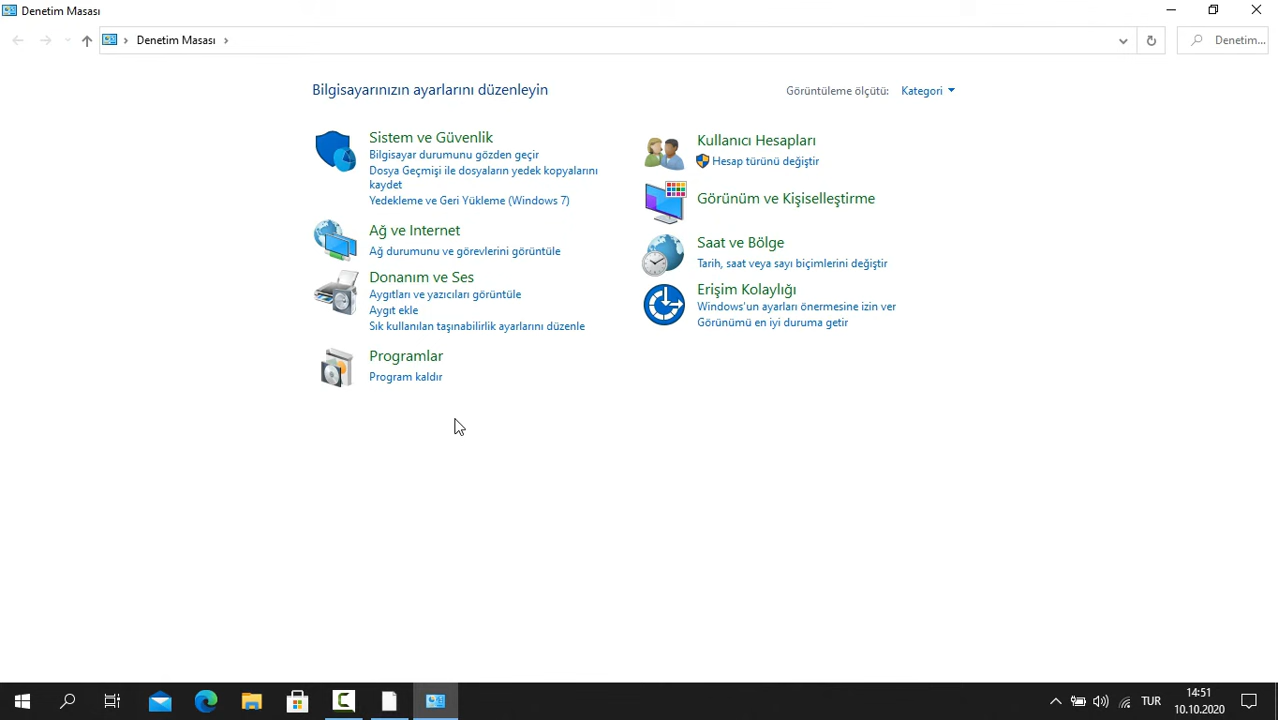 Denetim Masası
Denetim Masası
Denetim...
Bilgisayarınızın ayarlarını düzenleyin
Görüntüleme ölçütü: Kategori
Sistem ve Güvenlik
Bilgisayar durumunu gözden geçir
Dosya Geçmişi ile dosyaların yedek kopyalarını
kaydet
Yedekleme ve Geri Yükleme (Windows 7)
Ağ ve Internet
Ağ durumunu ve görevlerini görüntüle
Donanım ve Ses
Aygıtları ve yazıcıları görüntüle
Aygıt ekle
Sık kullanılan taşınabilirlik ayarlarını düzenle
Programlar
Program kaldır
Kullanıcı Hesapları
Hesap türünü değiştir
Görünüm ve Kişiselleştirme
Saat ve Bölge
Tarih, saat veya sayı biçimlerini değiştir
Erişim Kolaylığı
Windows'un ayarları önermesine izin ver
Görünümü en iyi duruma getir
TUR
14:51
10.10.2020